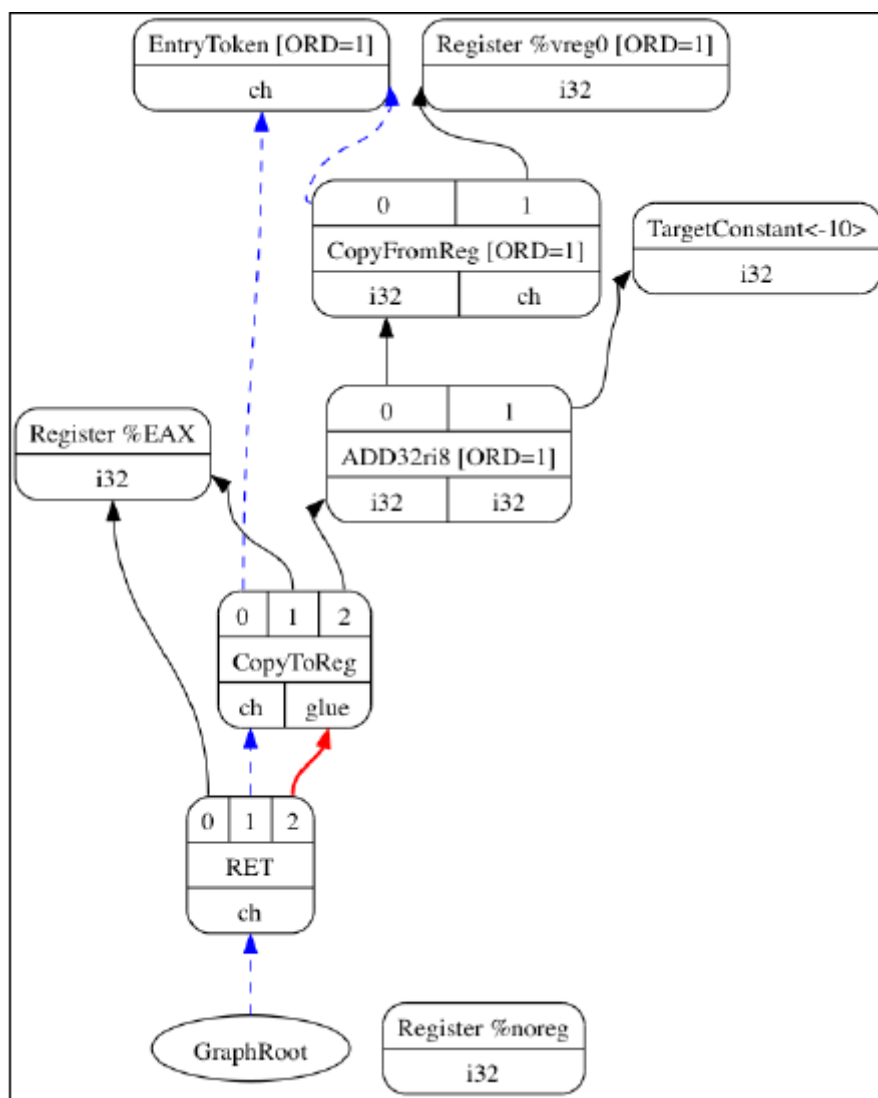 EntryToken [ORD=1]
ch
Register %vreg0 [ORD=1]
i32
0 1
CopyFromReg [ORD=1]
i32 ch
TargetConstant<-10>
i32
0 1
ADD32ri8 [ORD=1]
i32 i32
Register %EAX
i32
0 1 2
CopyToReg
ch glue
0 1 2
RET
ch
GraphRoot
Register %noreg
i32